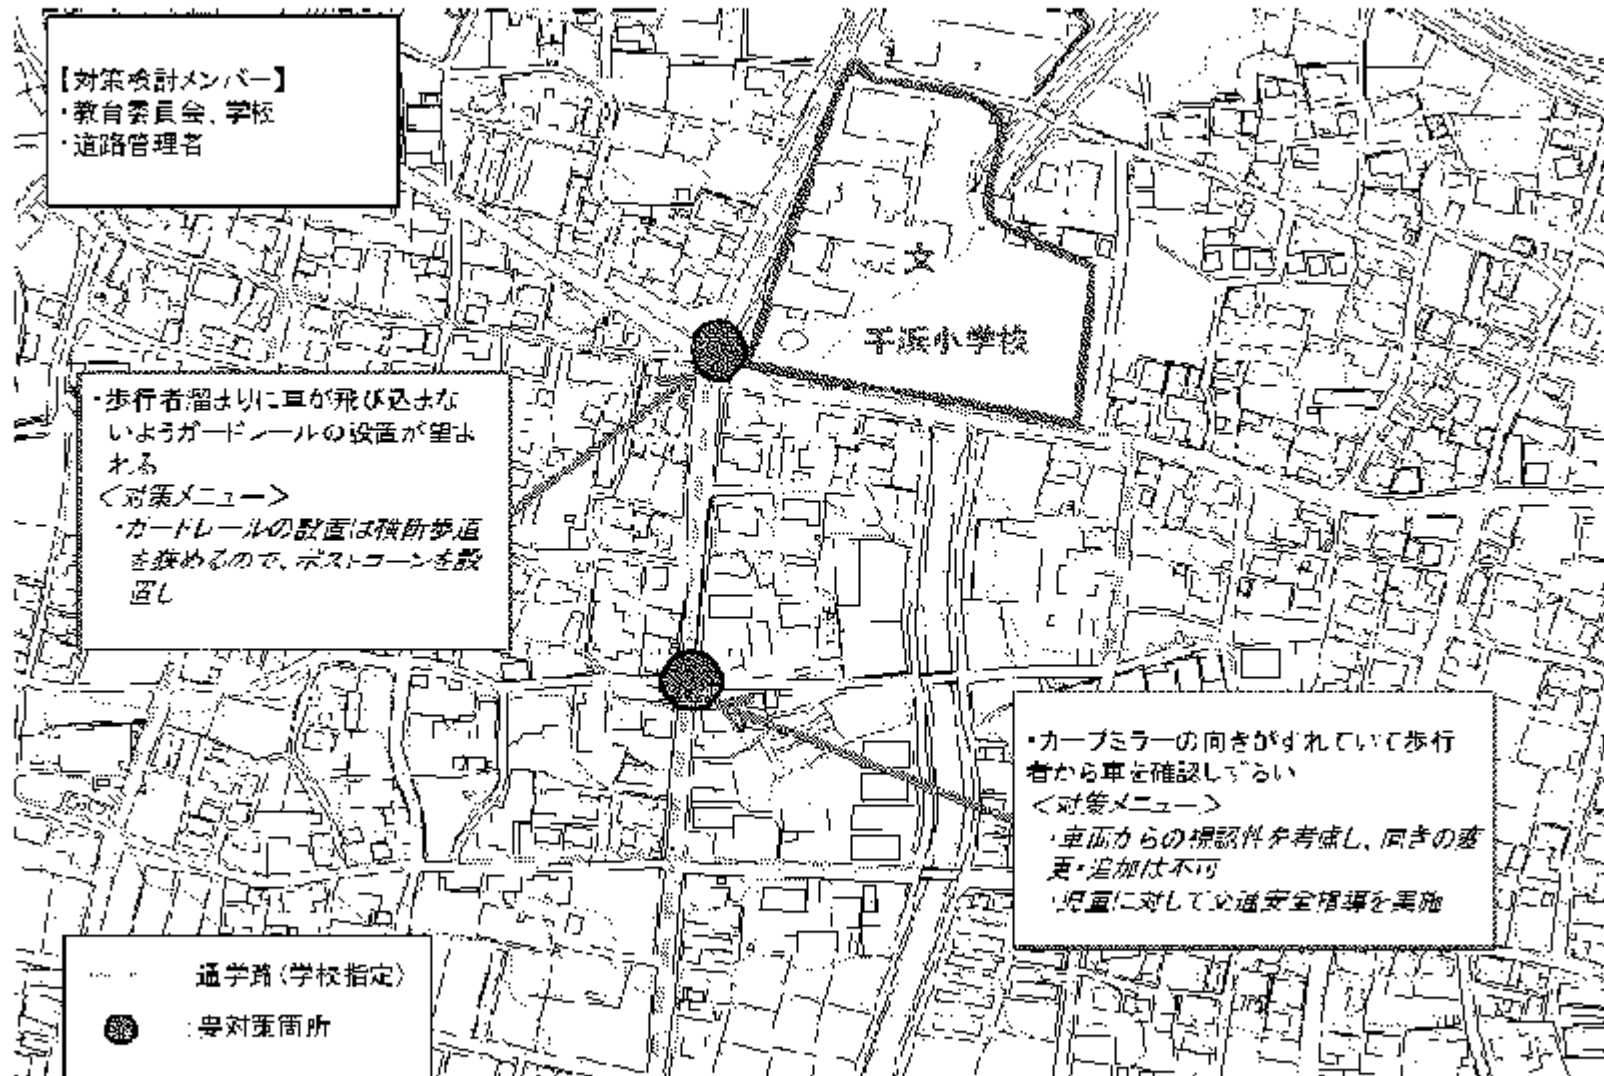 【対策検討メンバー】
・教育委員会、学校
・道路管理者
文
干浜小学校
・歩行者溜まりに車が飛び込まな
いようガードレールの設置が望ま
れる
＜対策メニュー＞
・ガードレールの設置は横断歩道
を狭めるので、ポストコーンを設
置し
・カーブミラーの向きがずれていて歩行
者から車を確認しずらい
＜対策メニュー＞
・車両からの視認性を考慮し、向きの変
更・追加は不可
・児童に対して交通安全指導を実施
通学路(学校指定)
:要対策箇所